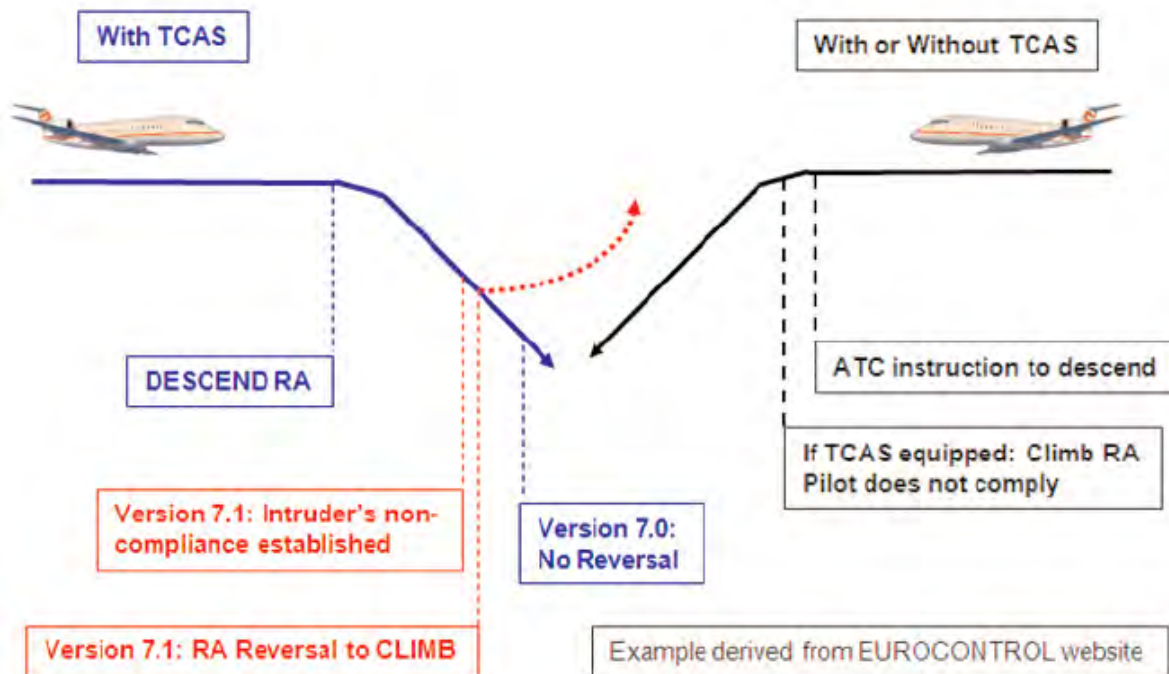 With TCAS
With or Without TCAS
DESCEND RA
ATC instruction to descend
If TCAS equipped: Climb RA
Pilot does not comply
Version 7.1: Intruder's non-
compliance established
Version 7.0:
No Reversal
Version 7.1: RA Reversal to CLIMB
Example derived from EUROCONTROL website